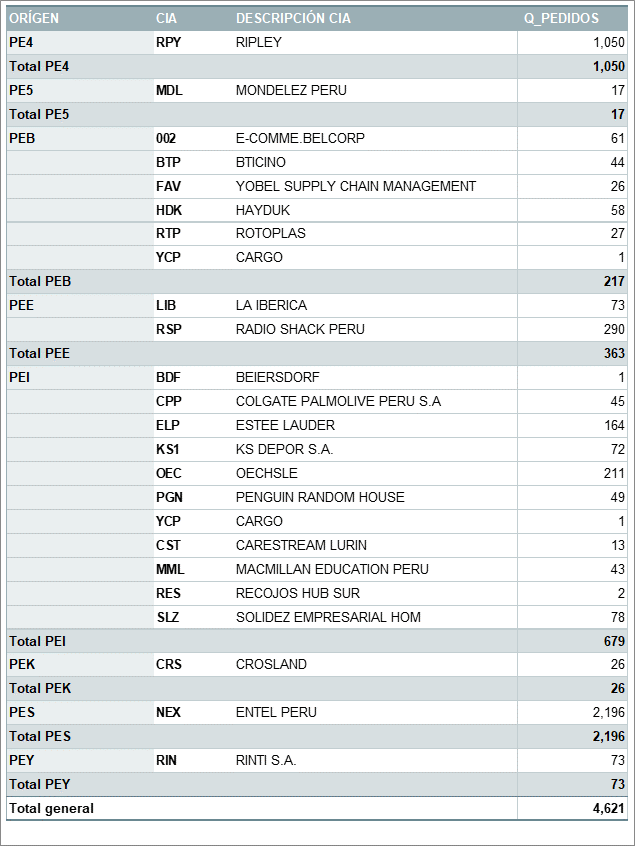 ORÍGEN CIA DESCRIPCIÓN CIA Q_PEDIDOS
PE4 RPY RIPLEY 1,050
Total PE4 1,050
PE5 MDL MONDELEZ PERU 17
Total PE5 17
PEB 002 E-COMME.BELCORP 61
BTP BTICINO 44
FAV YOBEL SUPPLY CHAIN MANAGEMENT 26
HDK HAYDUK 58
RTP ROTOPLAS 27
YCP CARGO 1
Total PEB 217
PEE LIB LA IBERICA 73
RSP RADIO SHACK PERU 290
Total PEE 363
PEI BDF BEIERSDORF 1
CPP COLGATE PALMOLIVE PERU S.A 45
ELP ESTEE LAUDER 164
KS1 KS DEPOR S.A. 72
OEC OECHSLE 211
PGN PENGUIN RANDOM HOUSE 49
YCP CARGO 1
CST CARESTREAM LURIN 13
MML MACMILLAN EDUCATION PERU 43
RES RECOJOS HUB SUR 2
SLZ SOLIDEZ EMPRESARIAL HOM 78
Total PEI 679
PEK CRS CROSLAND 26
Total PEK 26
PES NEX ENTEL PERU 2,196
Total PES 2,196
PEY RIN RINTI S.A. 73
Total PEY 73
Total general 4,621